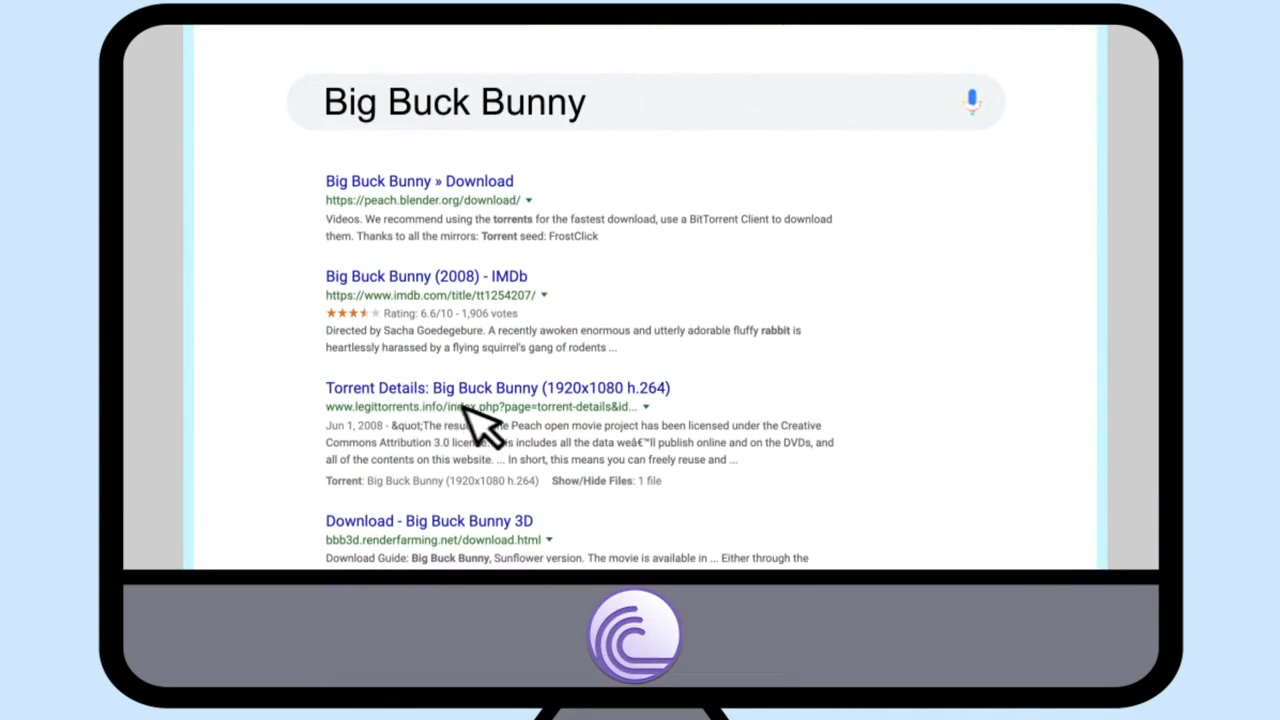 Big Buck Bunny
Big Buck Bunny » Download
https://peach.blender.org/download/
Videos. We recommend using the torrents for the fastest download, use a BitTorrent Client to download
them. Thanks to all the mirrors: Torrent seed: FrostClick
Big Buck Bunny (2008) - IMDb
https://www.imdb.com/title/tt1254207/
Rating: 6.6/10 - 1,906 votes
Directed by Sacha Goedegebure. A recently awoken enormous and utterly adorable fluffy rabbit is
heartlessly harassed by a flying squirrel's gang of rodents ...
Torrent Details: Big Buck Bunny (1920x1080 h.264)
www.legittorrents.info/index.php?page=torrent-details&id...
Jun 1, 2008 - &quot;The resul e Peach open movie project has been licensed under the Creative
Commons Attribution 3.0 licen s includes all the data weâ€™ll publish online and on the DVDs, and
all of the contents on this website. ... In short, this means you can freely reuse and ...
Torrent: Big Buck Bunny (1920x1080 h.264) Show/Hide Files: 1 file
Download - Big Buck Bunny 3D
bbb3d.renderfarming.net/download.html
Download Guide: Big Buck Bunny, Sunflower version. The movie is available in ... Either through the